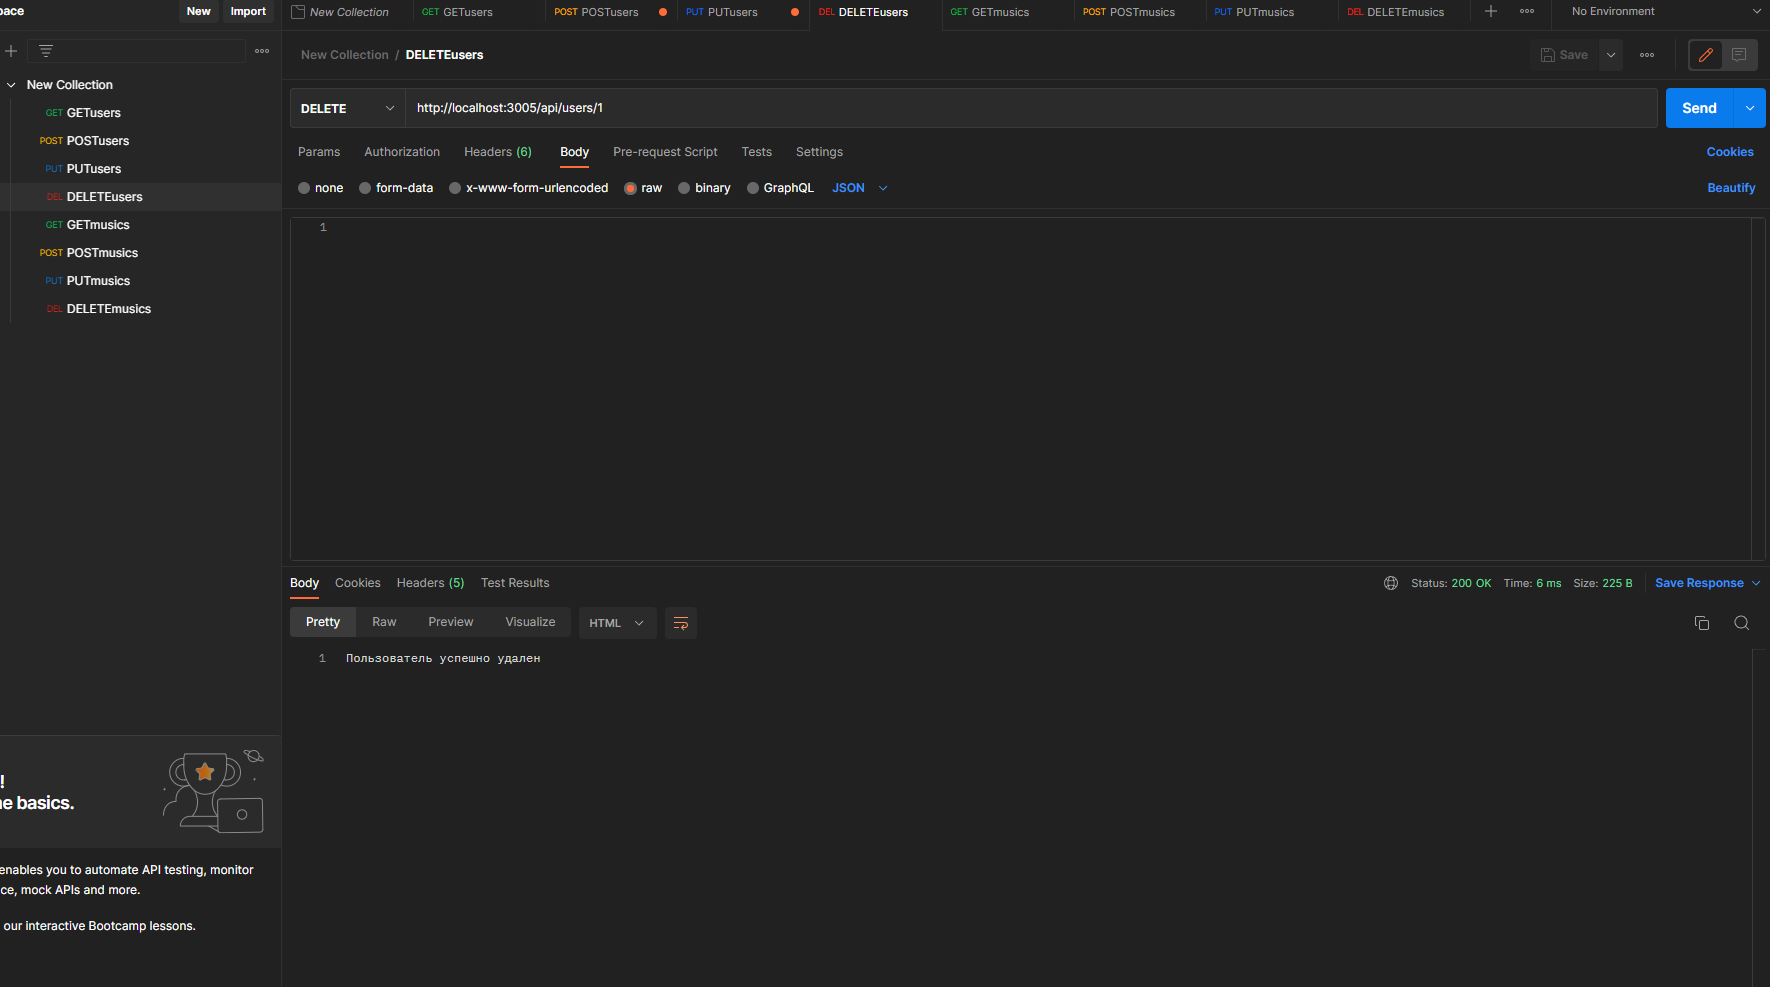 pace New Import
New Collection GET GETusers POST POSTusers PUT PUTusers DEL DELETEusers GET GETmusics POST POSTmusics PUT PUTmusics DEL DELETEmusics No Environment
New Collection / DELETEusers Save
New Collection
GET GETusers
POST POSTusers
PUT PUTusers
DEL DELETEusers
GET GETmusics
POST POSTmusics
PUT PUTmusics
DEL DELETEmusics
DELETE http://localhost:3005/api/users/1 Send
Params Authorization Headers (6) Body Pre-request Script Tests Settings Cookies
none form-data x-www-form-urlencoded raw binary GraphQL JSON Beautify
1
Body Cookies Headers (5) Test Results Status: 200 OK Time: 6 ms Size: 225 B Save Response
Pretty Raw Preview Visualize HTML
1 Пользователь успешно удален
!
e basics.
enables you to automate API testing, monitor
ce, mock APIs and more.
our interactive Bootcamp lessons.